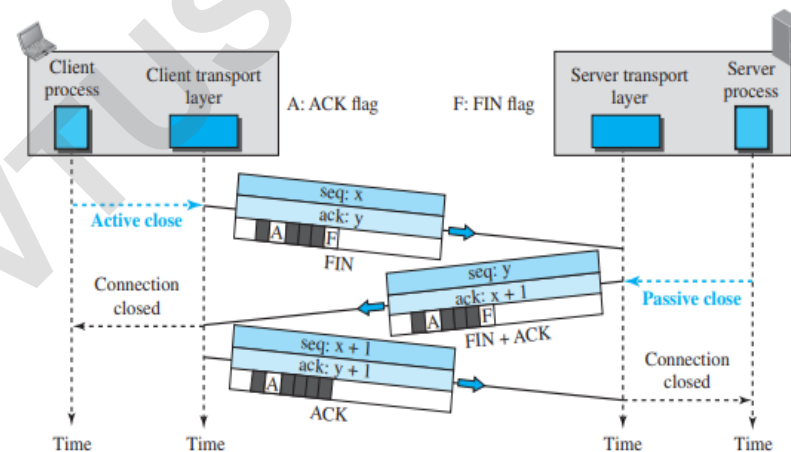 VTUS
Client
process
Client transport
layer
A: ACK flag
F: FIN flag
Server transport
layer
Server
process
Active close
seq: x
ack: y
A F
FIN
Connection
closed
seq: y
ack: x + 1
A F
FIN + ACK
Passive close
seq: x + 1
ack: y + 1
A
ACK
Connection
closed
Time
Time
Time
Time